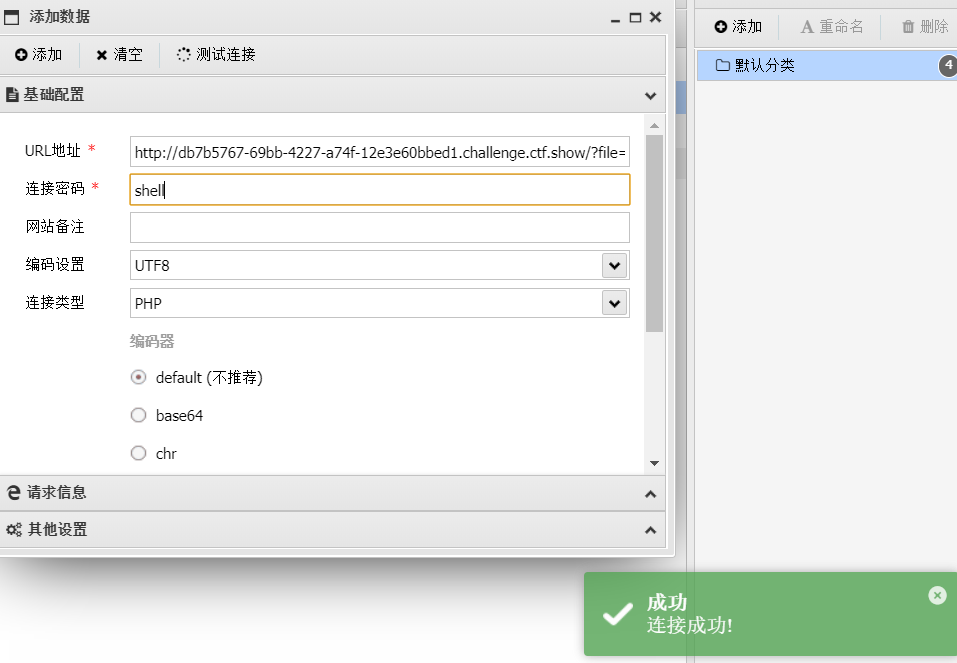 添加数据
添加 清空 测试连接
基础配置
URL地址 * http://db7b5767-69bb-4227-a74f-12e3e60bbed1.challenge.ctf.show/?file=
连接密码 * shell
网站备注
编码设置 UTF8
连接类型 PHP
编码器
default (不推荐)
base64
chr
请求信息
其他设置
添加 重命名 删除
默认分类 4
成功
连接成功!